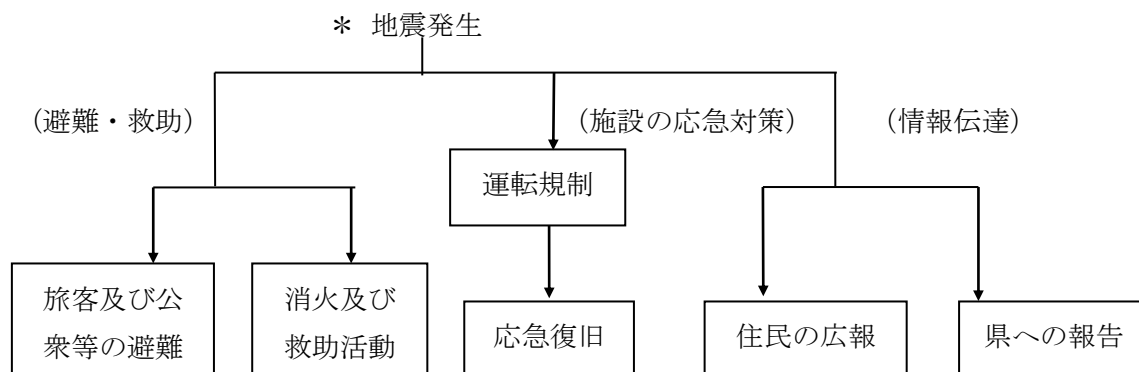 ＊ 地震発生
（避難・救助）
（施設の応急対策）
（情報伝達）
運転規制
旅客及び公
衆等の避難
消火及び
救助活動
応急復旧
住民の広報
県への報告